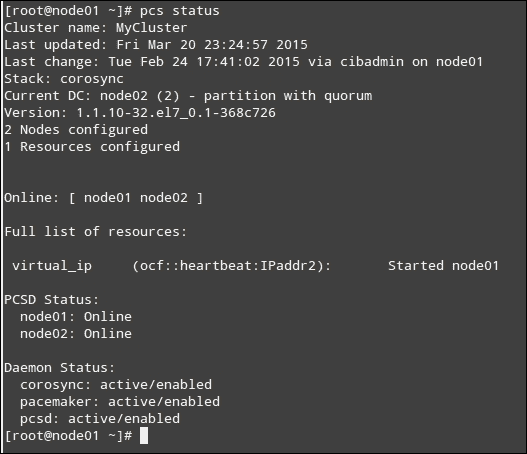 [root@node01 ~]# pcs status
Cluster name: MyCluster
Last updated: Fri Mar 20 23:24:57 2015
Last change: Tue Feb 24 17:41:02 2015 via cibadmin on node01
Stack: corosync
Current DC: node02 (2) - partition with quorum
Version: 1.1.10-32.el7_0.1-368c726
2 Nodes configured
1 Resources configured
Online: [ node01 node02 ]
Full list of resources:
virtual_ip     (ocf::heartbeat:IPaddr2):       Started node01
PCSD Status:
node01: Online
node02: Online
Daemon Status:
corosync: active/enabled
pacemaker: active/enabled
pcsd: active/enabled
[root@node01 ~]#